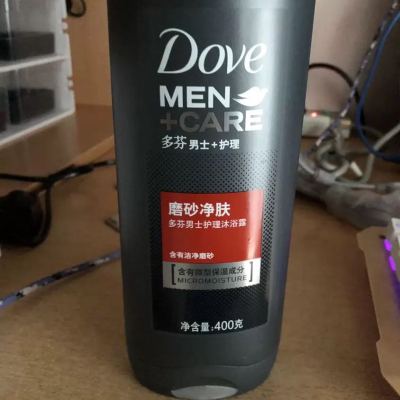 Dove
MEN
+CARE
多芬男士+护理
磨砂净肤
多芬男士护理沐浴露
含有洁净磨砂
含有微型保湿成分
MICROMOISTURE
净含量:400克